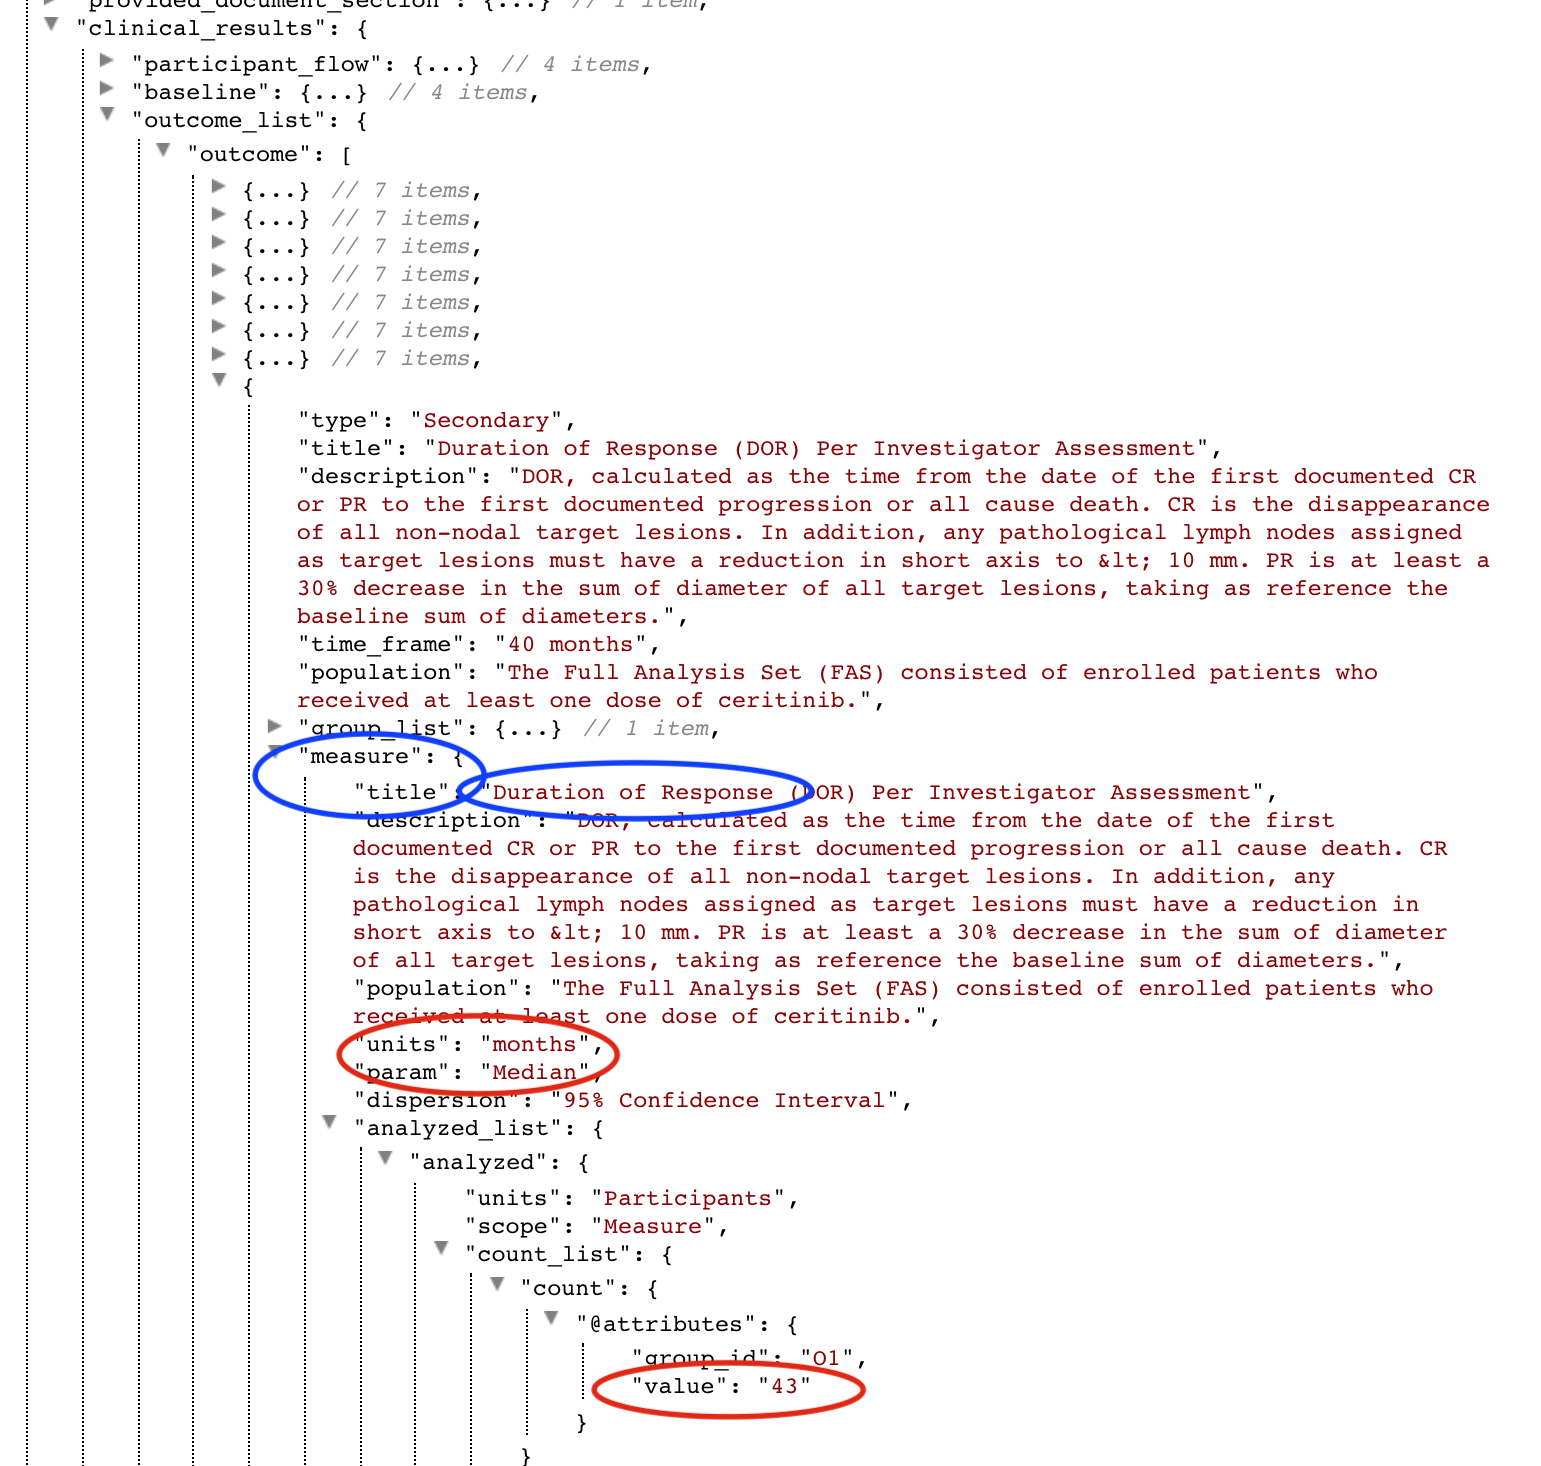 "provided_document_section": {...} // 1 item,
"clinical_results": {
"participant_flow": {...} // 4 items,
"baseline": {...} // 4 items,
"outcome_list": {
"outcome": [
{...} // 7 items,
{...} // 7 items,
{...} // 7 items,
{...} // 7 items,
{...} // 7 items,
{...} // 7 items,
{...} // 7 items,
{
"type": "Secondary",
"title": "Duration of Response (DOR) Per Investigator Assessment",
"description": "DOR, calculated as the time from the date of the first documented CR
or PR to the first documented progression or all cause death. CR is the disappearance
of all non-nodal target lesions. In addition, any pathological lymph nodes assigned
as target lesions must have a reduction in short axis to &lt; 10 mm. PR is at least a
30% decrease in the sum of diameter of all target lesions, taking as reference the
baseline sum of diameters.",
"time_frame": "40 months",
"population": "The Full Analysis Set (FAS) consisted of enrolled patients who
received at least one dose of ceritinib.",
"group_list": {...} // 1 item,
"measure": {
"title": "Duration of Response (DOR) Per Investigator Assessment",
"description": "DOR, calculated as the time from the date of the first
documented CR or PR to the first documented progression or all cause death. CR
is the disappearance of all non-nodal target lesions. In addition, any
pathological lymph nodes assigned as target lesions must have a reduction in
short axis to &lt; 10 mm. PR is at least a 30% decrease in the sum of diameter
of all target lesions, taking as reference the baseline sum of diameters.",
"population": "The Full Analysis Set (FAS) consisted of enrolled patients who
received at least one dose of ceritinib.",
"units": "months",
"param": "Median",
"dispersion": "95% Confidence Interval",
"analyzed_list": {
"analyzed": {
"units": "Participants",
"scope": "Measure",
"count_list": {
"count": {
"@attributes": {
"group_id": "O1",
"value": "43"
}
}